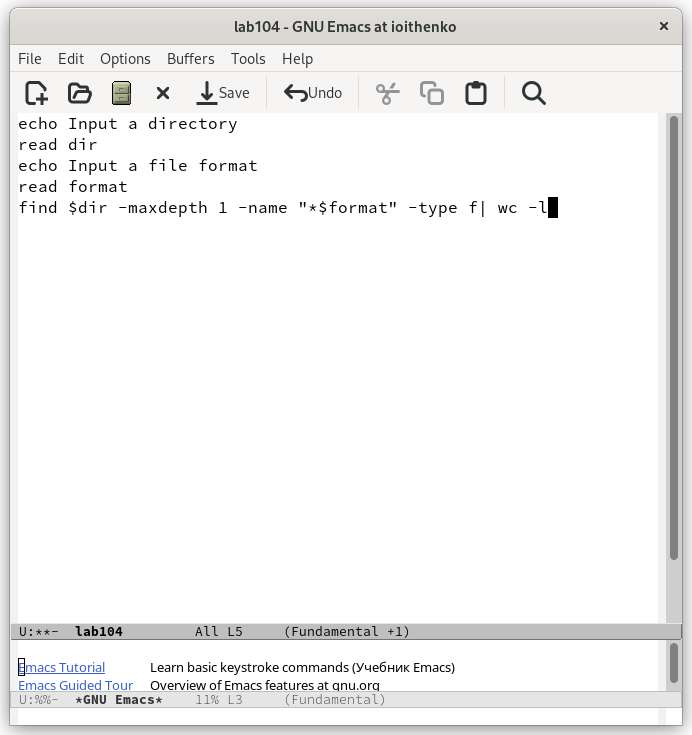 lab104 - GNU Emacs at ioithenko
File Edit Options Buffers Tools Help
Save Undo
echo Input a directory
read dir
echo Input a file format
read format
find $dir -maxdepth 1 -name "*$format" -type f| wc -l
U:**- lab104 All L5 (Fundamental +1)
Emacs Tutorial Learn basic keystroke commands (Учебник Emacs)
Emacs Guided Tour Overview of Emacs features at gnu.org
U:%%- *GNU Emacs* 11% L3 (Fundamental)